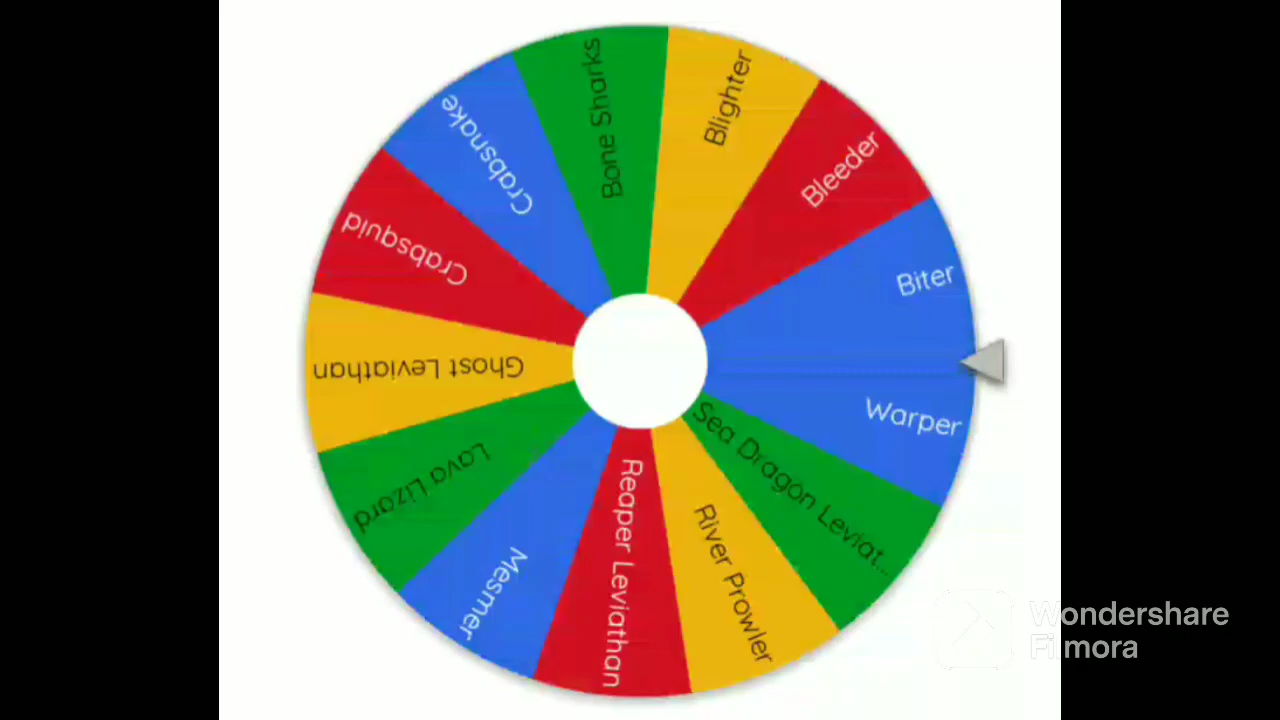 Bone Sharks
Blighter
Bleeder
Biter
Warper
Sea Dragon Leviat...
River Prowler
Reaper Leviathan
Mesmer
Lava Lizard
Ghost Leviathan
Crabsquid
Crabsnake
Wondershare
Filmora